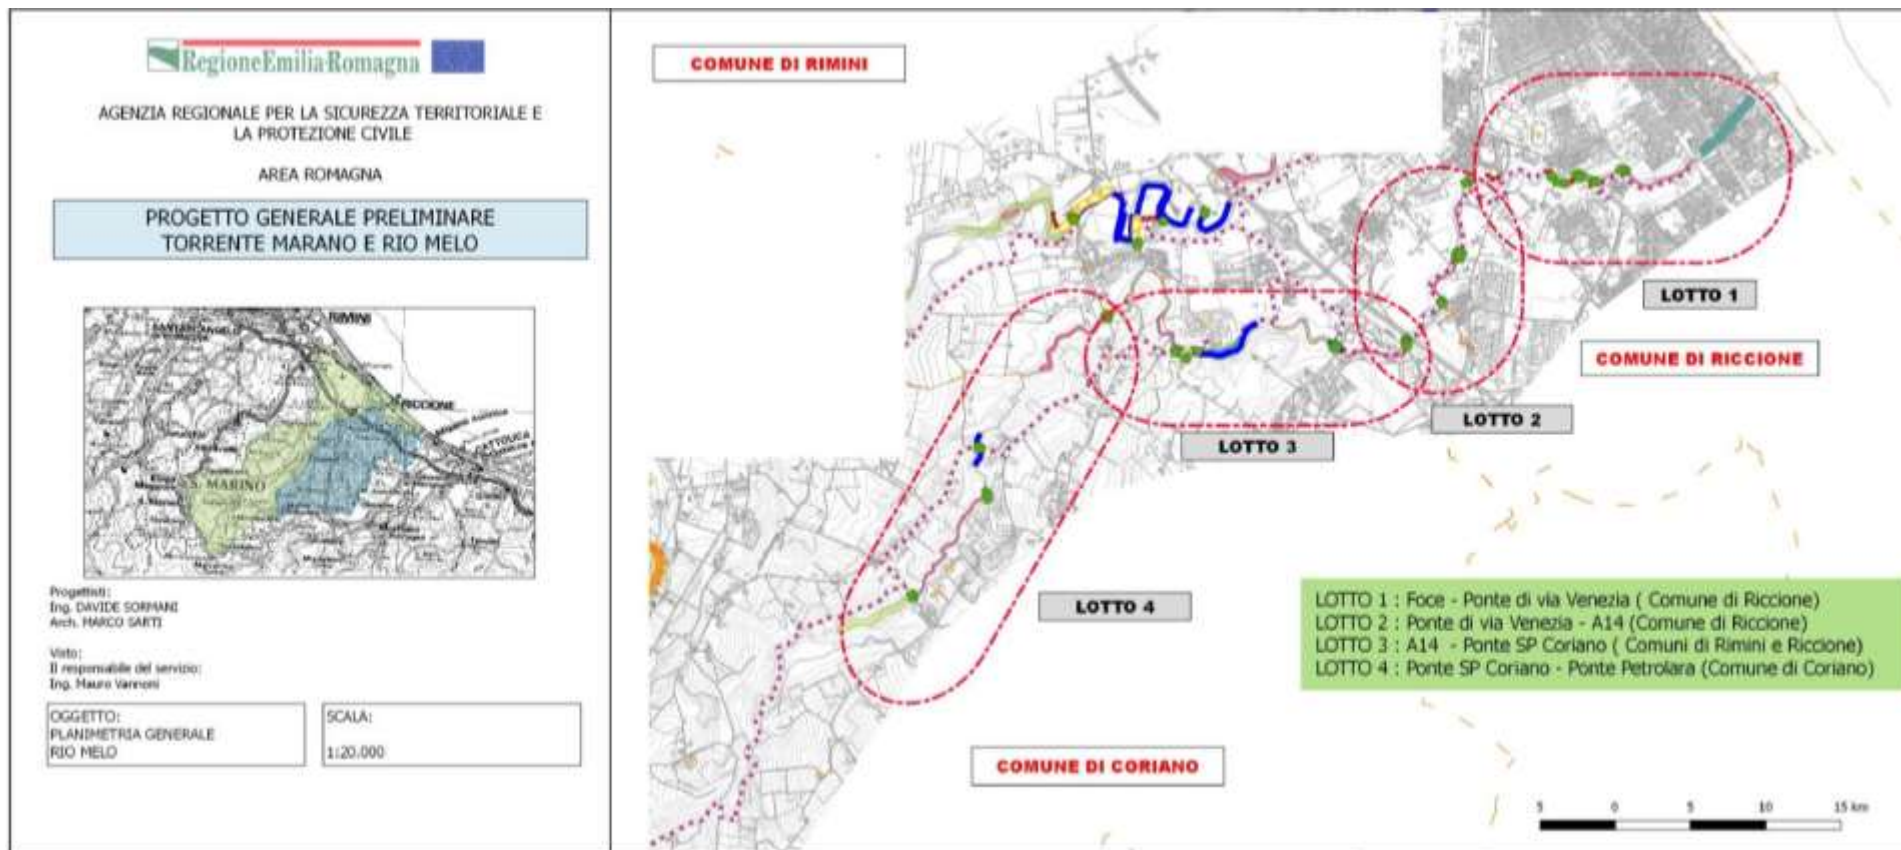 RegioneEmilia-Romagna
AGENZIA REGIONALE PER LA SICUREZZA TERRITORIALE E
LA PROTEZIONE CIVILE
AREA ROMAGNA
PROGETTO GENERALE PRELIMINARE
TORRENTE MARANO E RIO MELO
RIMINI
RICCIONE
CATTOLICA
S. MARINO
Progettisti:
Ing. DAVIDE SORMANI
Arch. MARCO SARTI
Visto:
Il responsabile del servizio:
Ing. Mauro Vannoni
OGGETTO:
PLANIMETRIA GENERALE
RIO MELO
SCALA:
1:20.000
COMUNE DI RIMINI
LOTTO 1
COMUNE DI RICCIONE
LOTTO 2
LOTTO 3
LOTTO 4
LOTTO 1 : Foce - Ponte di via Venezia ( Comune di Riccione)
LOTTO 2 : Ponte di via Venezia - A14 (Comune di Riccione)
LOTTO 3 : A14 - Ponte SP Coriano ( Comuni di Rimini e Riccione)
LOTTO 4 : Ponte SP Coriano - Ponte Petrolara (Comune di Coriano)
COMUNE DI CORIANO
5 0 5 10 15 km